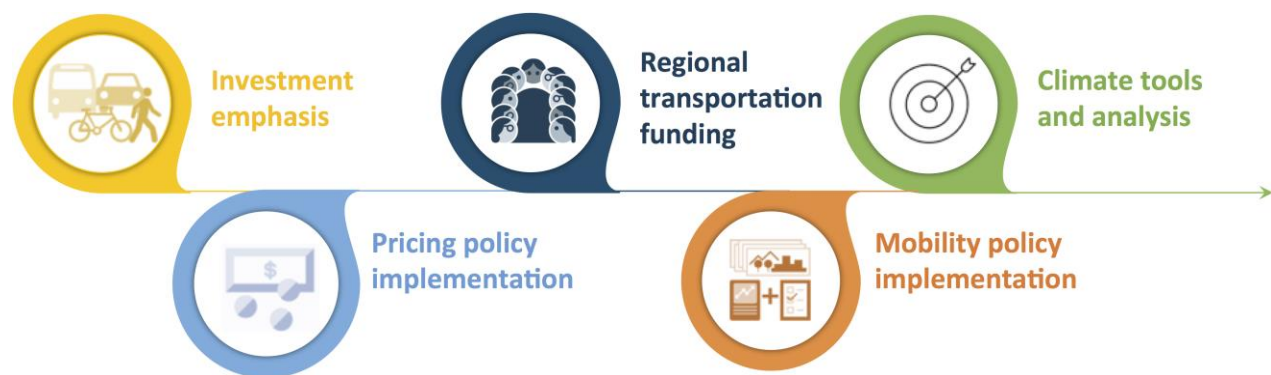 Investment
emphasis
Pricing policy
implementation
$
Regional
transportation
funding
Mobility policy
implementation
Climate tools
and analysis